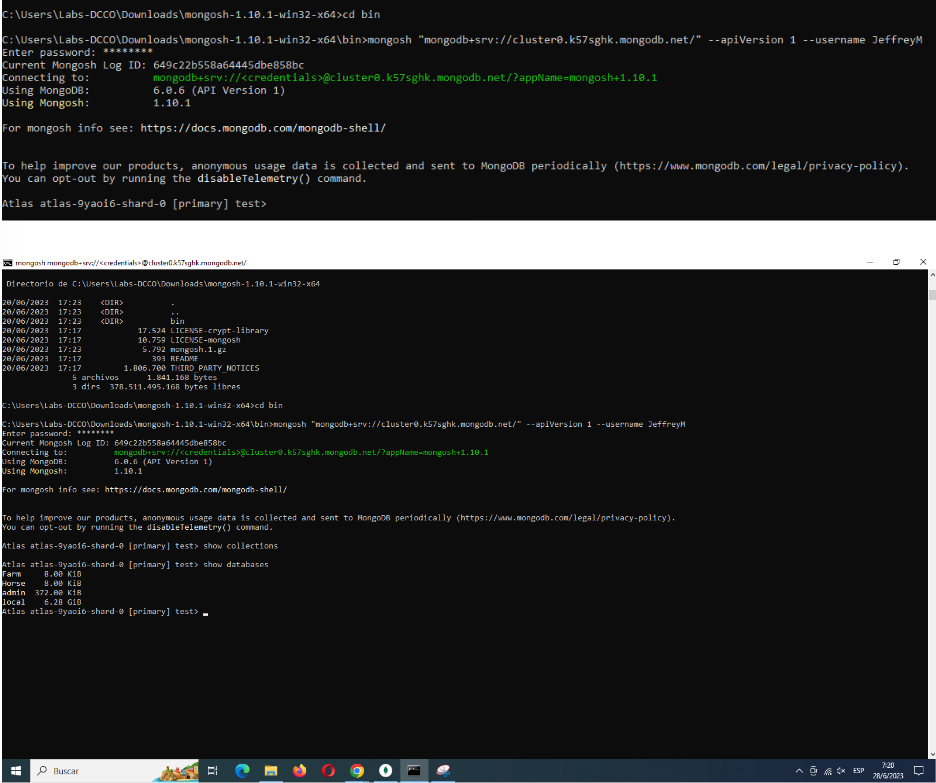 C:\Users\Labs-DCCO\Downloads\mongosh-1.10.1-win32-x64>cd bin
C:\Users\Labs-DCCO\Downloads\mongosh-1.10.1-win32-x64\bin>mongosh "mongodb+srv://cluster0.k57sghk.mongodb.net/" --apiVersion 1 --username JeffreyM
Enter password: ********
Current Mongosh Log ID: 649c22b558a64445dbe858bc
Connecting to: mongodb+srv://<credentials>@cluster0.k57sghk.mongodb.net/?appName=mongosh+1.10.1
Using MongoDB: 6.0.6 (API Version 1)
Using Mongosh: 1.10.1
For mongosh info see: https://docs.mongodb.com/mongodb-shell/
To help improve our products, anonymous usage data is collected and sent to MongoDB periodically (https://www.mongodb.com/legal/privacy-policy).
You can opt-out by running the disableTelemetry() command.
Atlas atlas-9yaoi6-shard-0 [primary] test>
mongosh mongodb+srv://<credentials>@cluster0.k57sghk.mongodb.net/
Directorio de C:\Users\Labs-DCCO\Downloads\mongosh-1.10.1-win32-x64
20/06/2023 17:23 <DIR> .
20/06/2023 17:23 <DIR> ..
20/06/2023 17:23 <DIR> bin
20/06/2023 17:17 17.524 LICENSE-crypt-library
20/06/2023 17:17 10.759 LICENSE-mongosh
20/06/2023 17:23 5.792 mongosh.1.gz
20/06/2023 17:17 393 README
20/06/2023 17:17 1.806.700 THIRD_PARTY_NOTICES
5 archivos 1.841.168 bytes
3 dirs 378.511.495.168 bytes libres
C:\Users\Labs-DCCO\Downloads\mongosh-1.10.1-win32-x64>cd bin
C:\Users\Labs-DCCO\Downloads\mongosh-1.10.1-win32-x64\bin>mongosh "mongodb+srv://cluster0.k57sghk.mongodb.net/" --apiVersion 1 --username JeffreyM
Enter password: ********
Current Mongosh Log ID: 649c22b558a64445dbe858bc
Connecting to: mongodb+srv://<credentials>@cluster0.k57sghk.mongodb.net/?appName=mongosh+1.10.1
Using MongoDB: 6.0.6 (API Version 1)
Using Mongosh: 1.10.1
For mongosh info see: https://docs.mongodb.com/mongodb-shell/
To help improve our products, anonymous usage data is collected and sent to MongoDB periodically (https://www.mongodb.com/legal/privacy-policy).
You can opt-out by running the disableTelemetry() command.
Atlas atlas-9yaoi6-shard-0 [primary] test> show collections
Atlas atlas-9yaoi6-shard-0 [primary] test> show databases
Farm 8.00 KiB
Horse 8.00 KiB
admin 372.00 KiB
local 6.28 GiB
Atlas atlas-9yaoi6-shard-0 [primary] test>
Buscar
ESP
7:20
28/6/2023